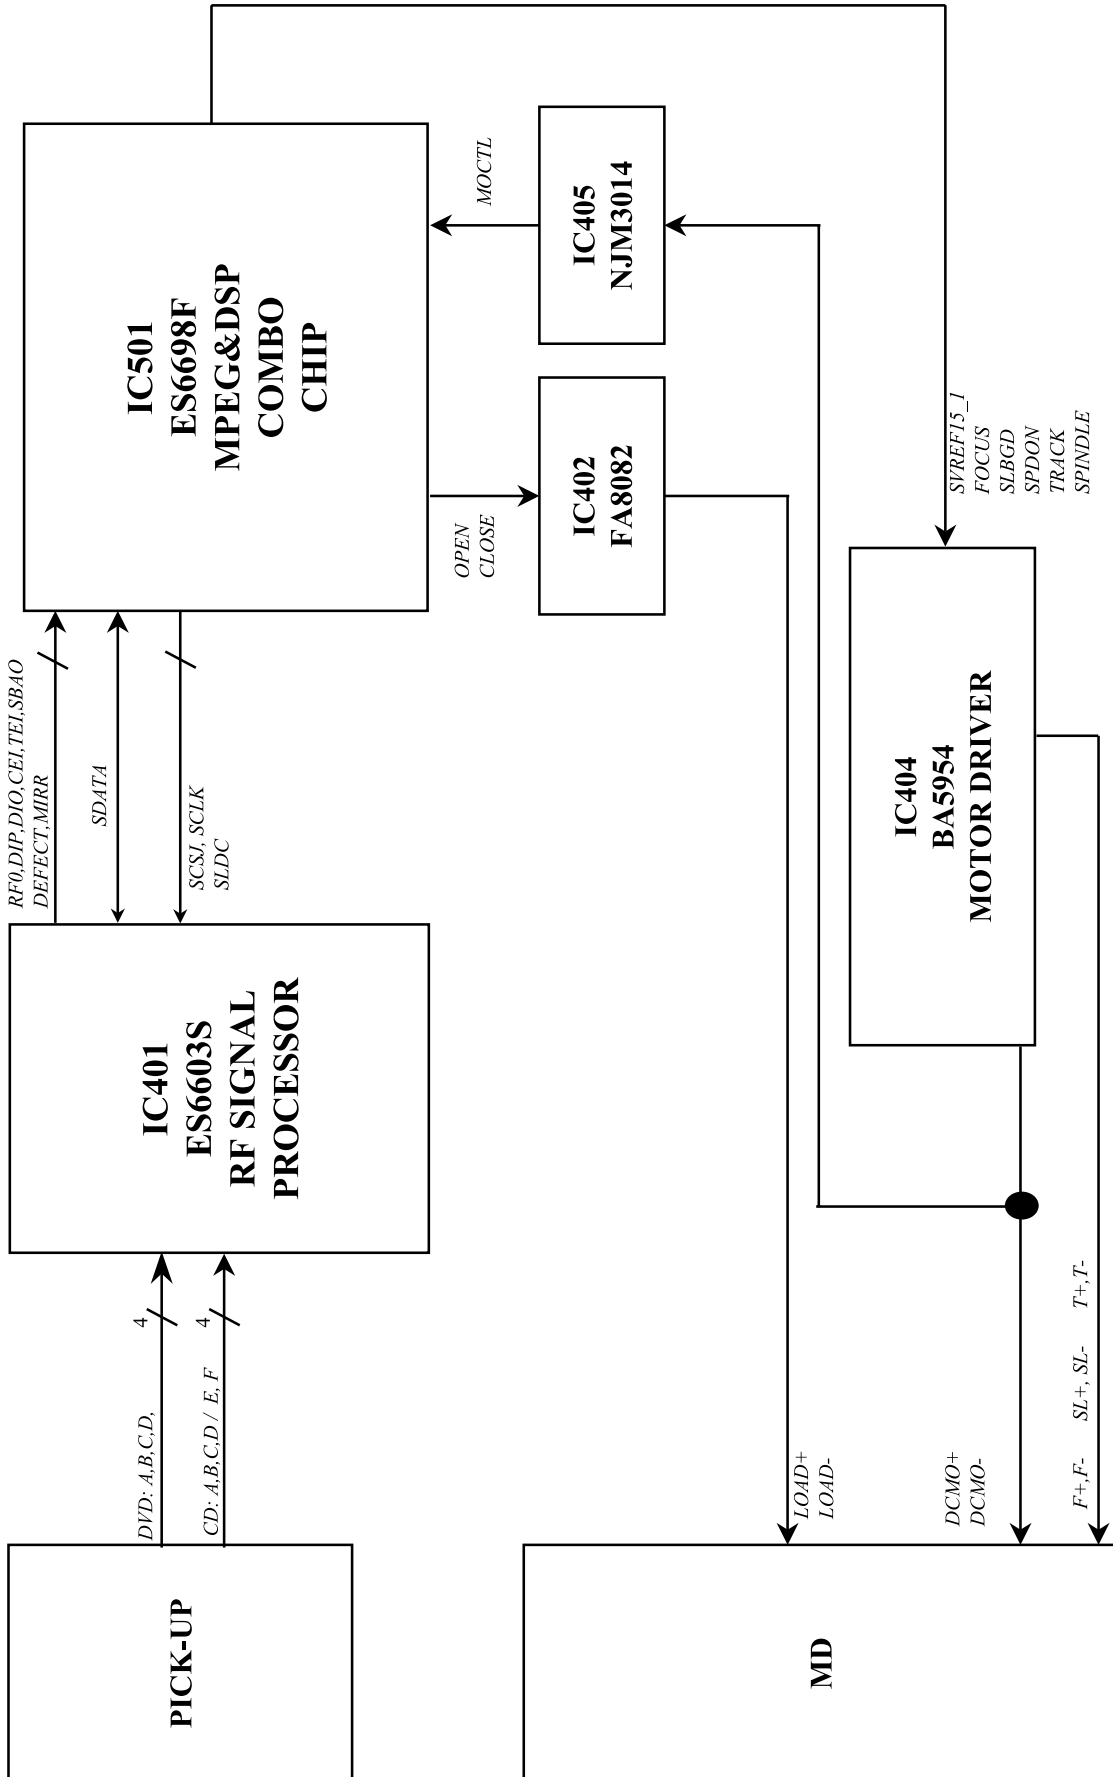 RF0,DIP,DIO,CEI,TEI,SBAO
DEFECT,MIRR
SDATA
SCSJ, SCLK
SLDC
DVD: A,B,C,D,
4
CD: A,B,C,D / E, F
4
PICK-UP
IC401
ES6603S
RF SIGNAL
PROCESSOR
IC501
ES6698F
MPEG&DSP
COMBO
CHIP
OPEN
CLOSE
MOCTL
IC402
FA8082
IC405
NJM3014
MD
LOAD+
LOAD-
DCMO+
DCMO-
F+,F-
SL+, SL-
T+,T-
IC404
BA5954
MOTOR DRIVER
SVREF15_1
FOCUS
SLBGD
SPDON
TRACK
SPINDLE